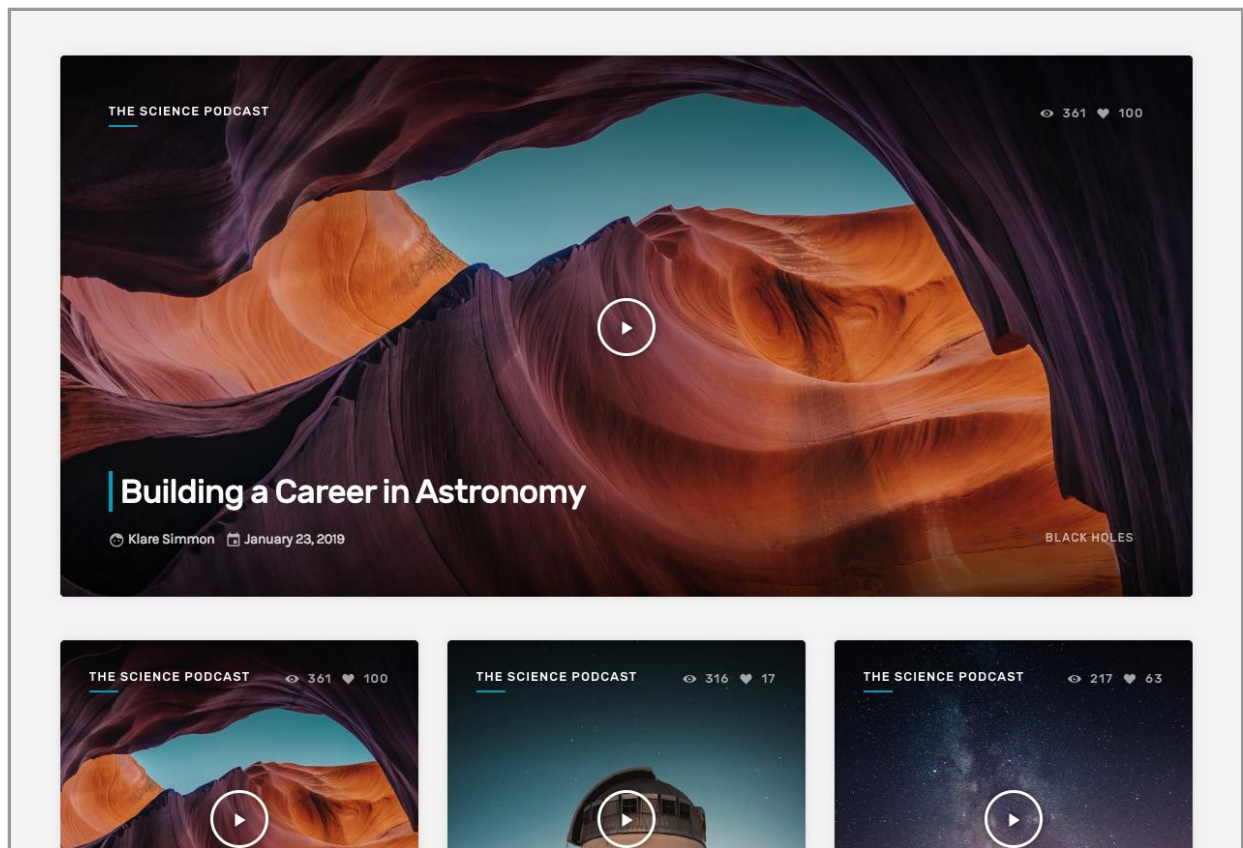 THE SCIENCE PODCAST 361 100
Building a Career in Astronomy
Klare Simmon January 23, 2019 BLACK HOLES
THE SCIENCE PODCAST 361 100
THE SCIENCE PODCAST 316 17
THE SCIENCE PODCAST 217 63